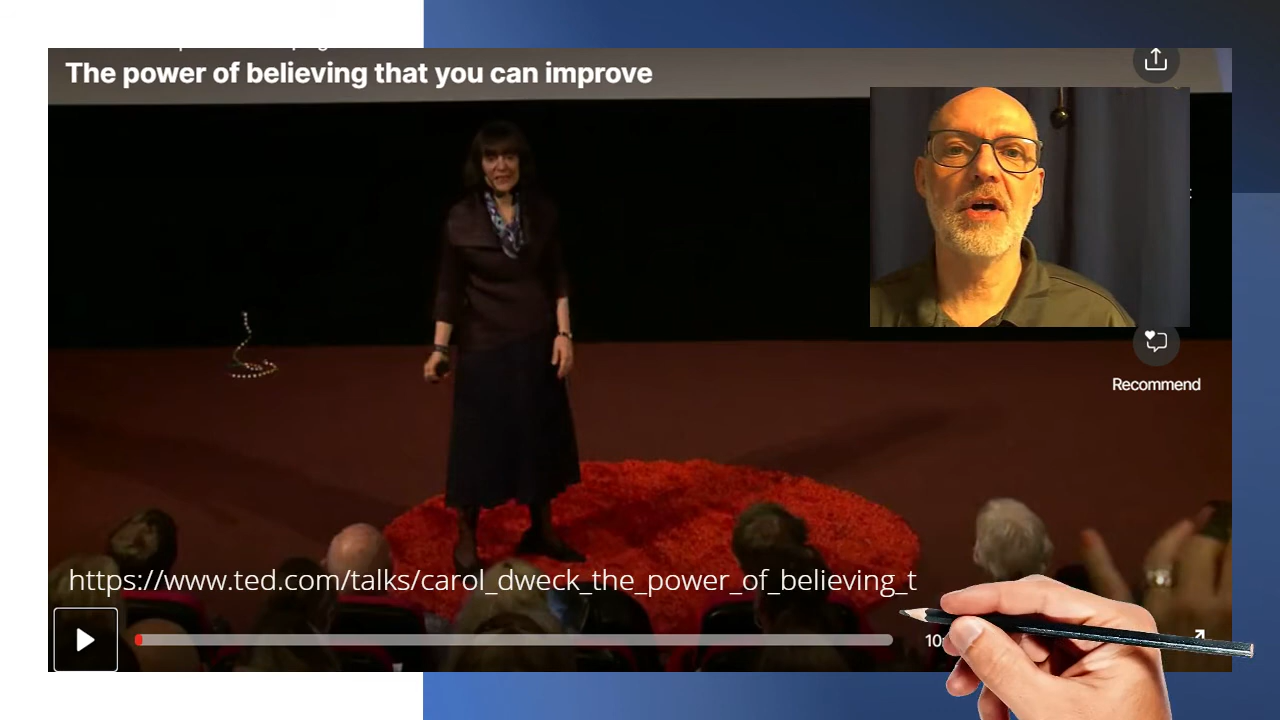 The power of believing that you can improve
Recommend
https://www.ted.com/talks/carol_dweck_the_power_of_believing_t